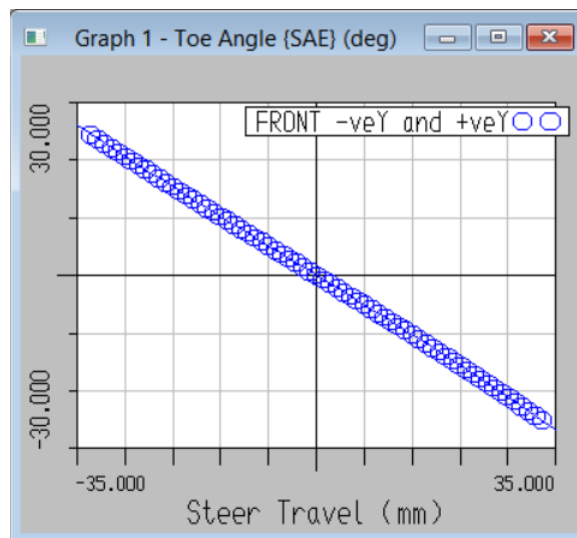 Graph 1 - Toe Angle {SAE} (deg)
FRONT -veY and +veY
30.000
-30.000
-35.000
35.000
Steer Travel (mm)